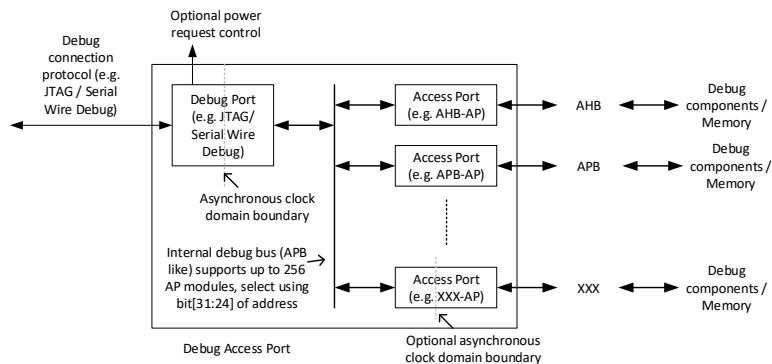 Optional power
request control
Debug
connection
protocol (e.g.
JTAG / Serial
Wire Debug)
Debug Port
(e.g. JTAG/
Serial Wire
Debug)
Asynchronous clock
domain boundary
Internal debug bus (APB
like) supports up to 256
AP modules, select using
bit[31:24] of address
Access Port
(e.g. AHB-AP)
AHB
Debug
components /
Memory
Access Port
(e.g. APB-AP)
APB
Debug
components /
Memory
Access Port
(e.g. XXX-AP)
XXX
Debug
components /
Memory
Optional asynchronous
clock domain boundary
Debug Access Port